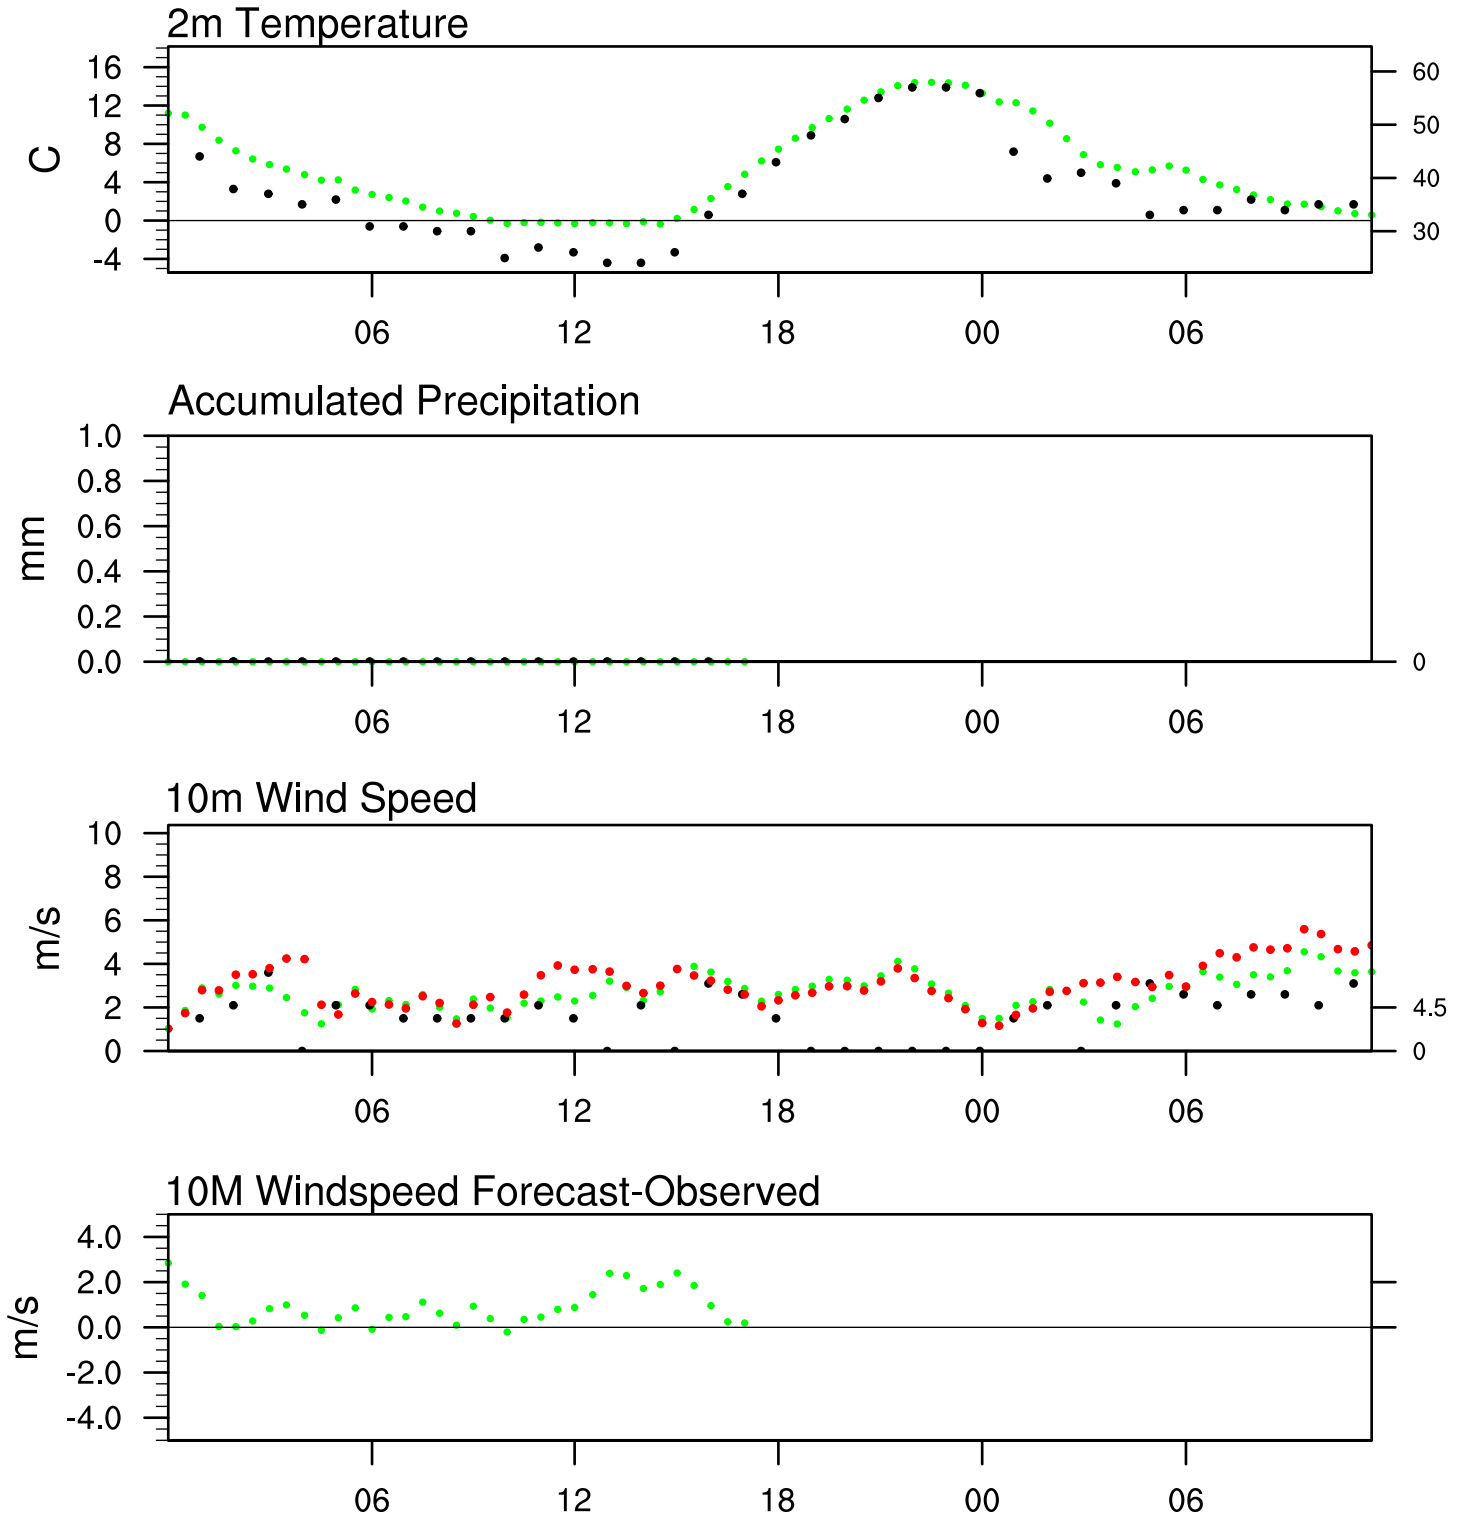 2m Temperature
C
16
12
8
4
0
-4
60
50
40
30
06 12 18 00 06
Accumulated Precipitation
mm
1.0
0.8
0.6
0.4
0.2
0.0
0
06 12 18 00 06
10m Wind Speed
m/s
10
8
6
4
2
0
4.5
0
06 12 18 00 06
10M Windspeed Forecast-Observed
m/s
4.0
2.0
0.0
-2.0
-4.0
06 12 18 00 06